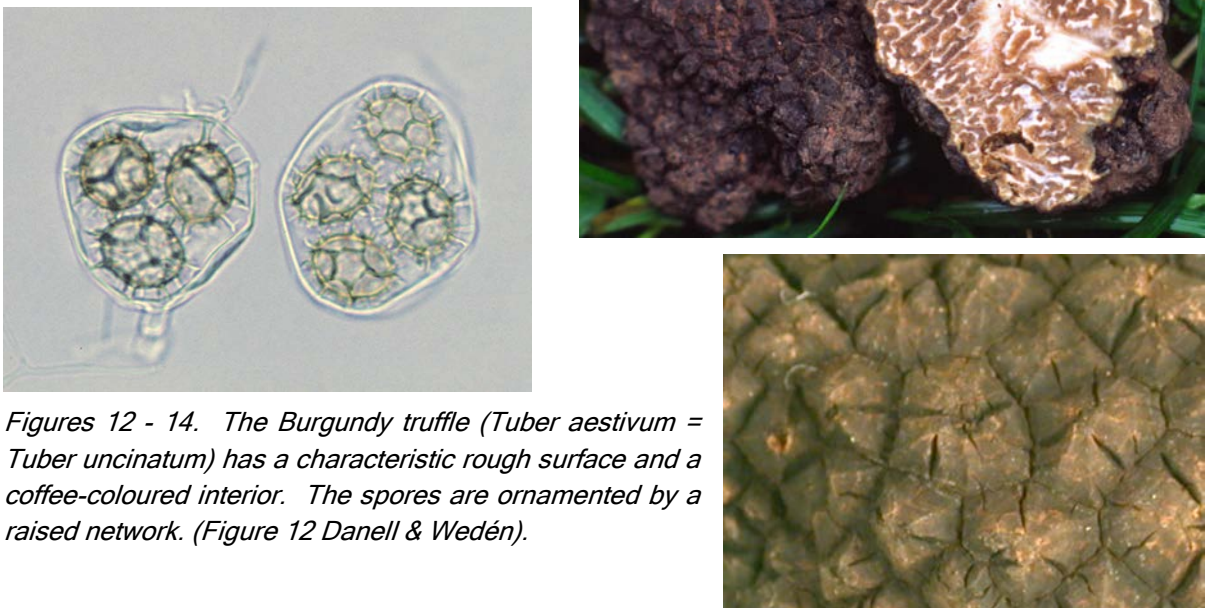 Figures 12 - 14. The Burgundy truffle (Tuber aestivum =
Tuber uncinatum) has a characteristic rough surface and a
coffee-coloured interior. The spores are ornamented by a
raised network. (Figure 12 Danell & Wedén).